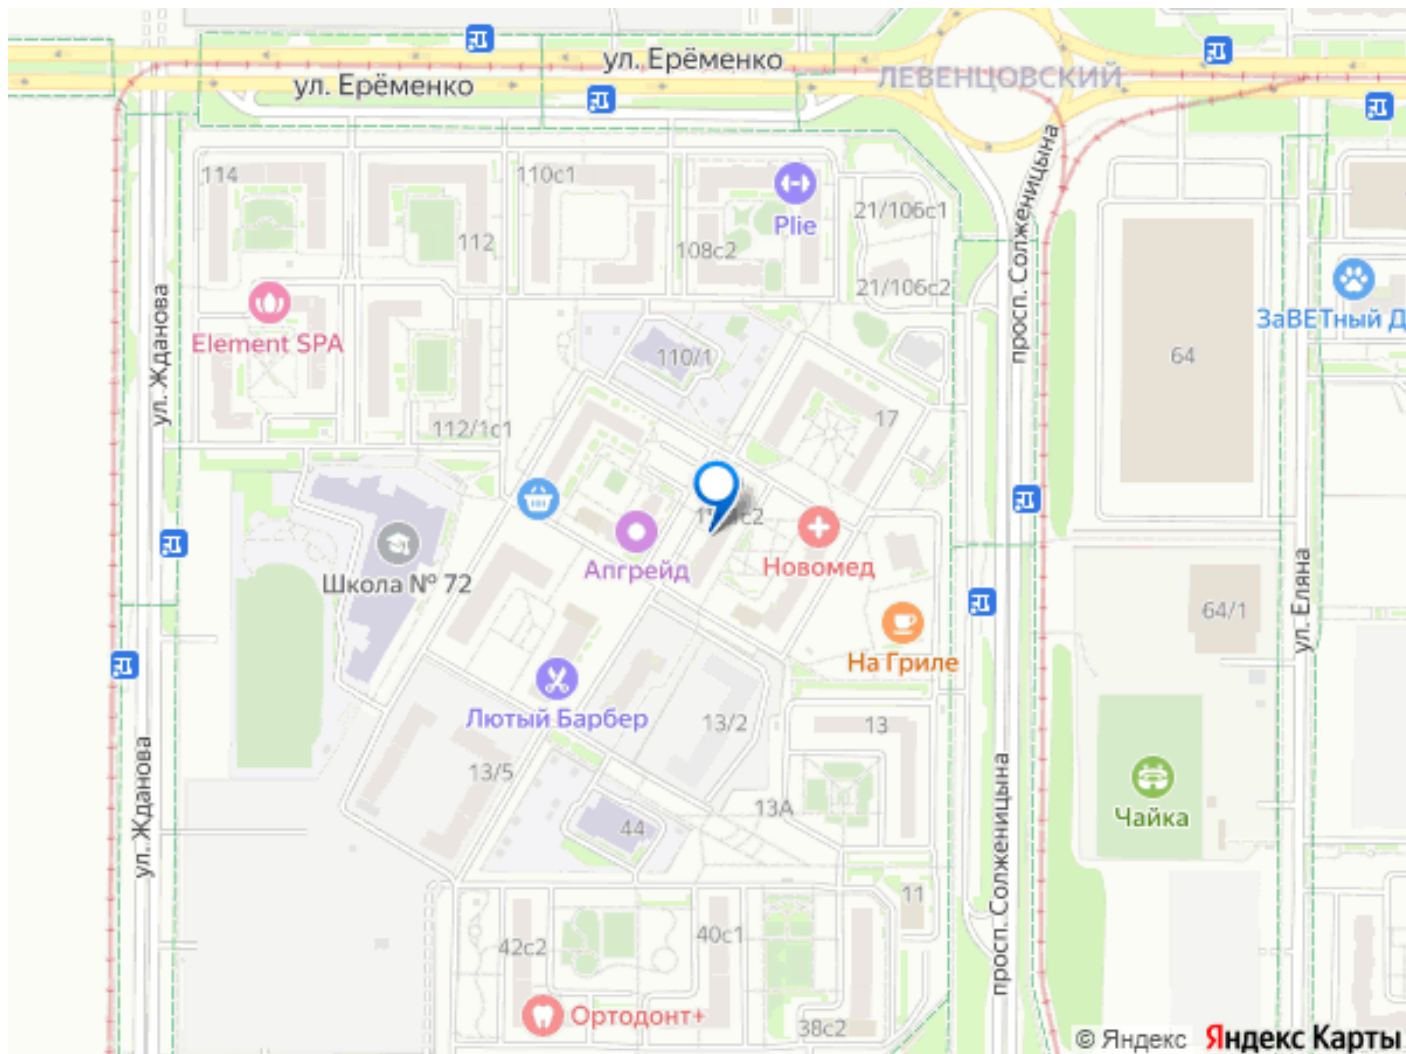 ул. Ерёменко
ул. Ерёменко
ЛЕВЕНЦОВСКИЙ
114
110с1
Plie
21/106с1
112
108с2
21/106с2
просп. Солженицына
ЗаВЕТный Д
Element SPA
ул. Жданова
110/1
64
17
112/1с1
Школа № 72
Апгрейд
Новомед
64/1
ул. Еляна
На Гриле
Лютый Барбер
13/2
13
13/5
13А
Чайка
44
ул. Жданова
просп. Солженицына
11
42с2
40с1
Ортодонт+
38с2
© Яндекс Яндекс Карты